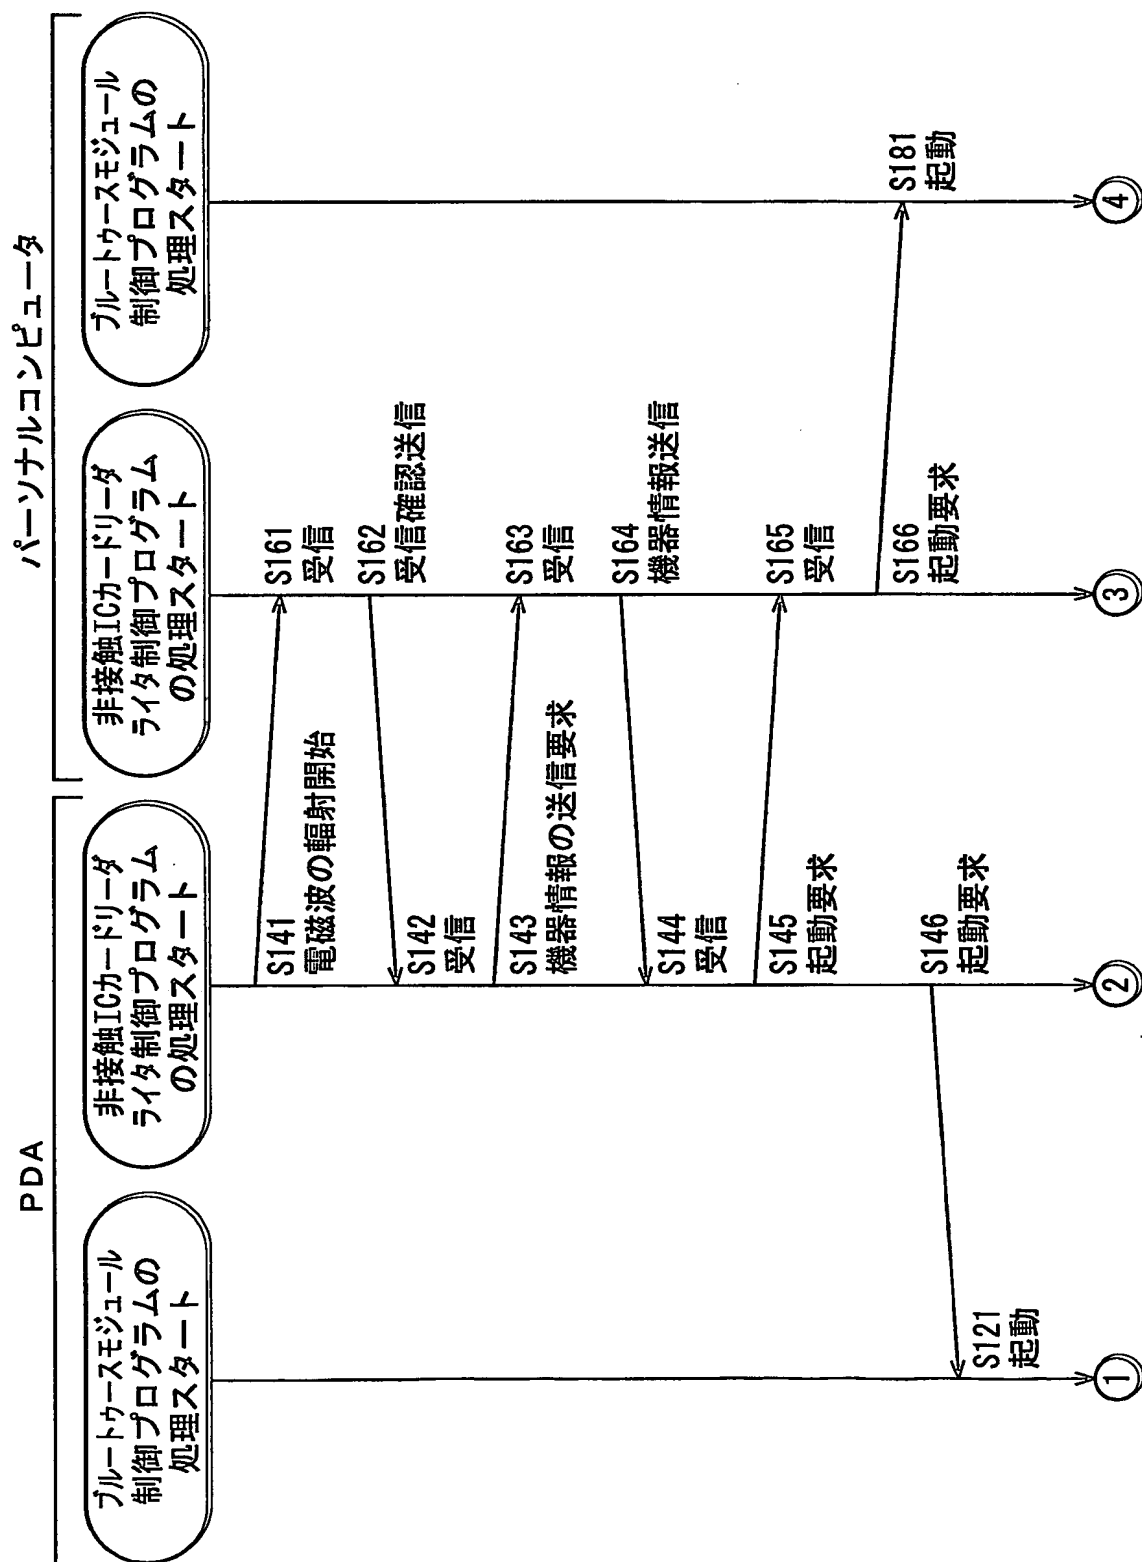 PDA
パーソナルコンピュータ
ブルートゥースモジュール
制御プログラムの
処理スタート
非接触ICカードリーダ
ライタ制御プログラム
の処理スタート
非接触ICカードリーダ
ライタ制御プログラム
の処理スタート
ブルートゥースモジュール
制御プログラムの
処理スタート
S141
電磁波の輻射開始
S161
受信
S162
受信確認送信
S142
受信
S143
機器情報の送信要求
S163
受信
S164
機器情報送信
S144
受信
S145
起動要求
S165
受信
S166
起動要求
S181
起動
S146
起動要求
S121
起動
1
2
3
4